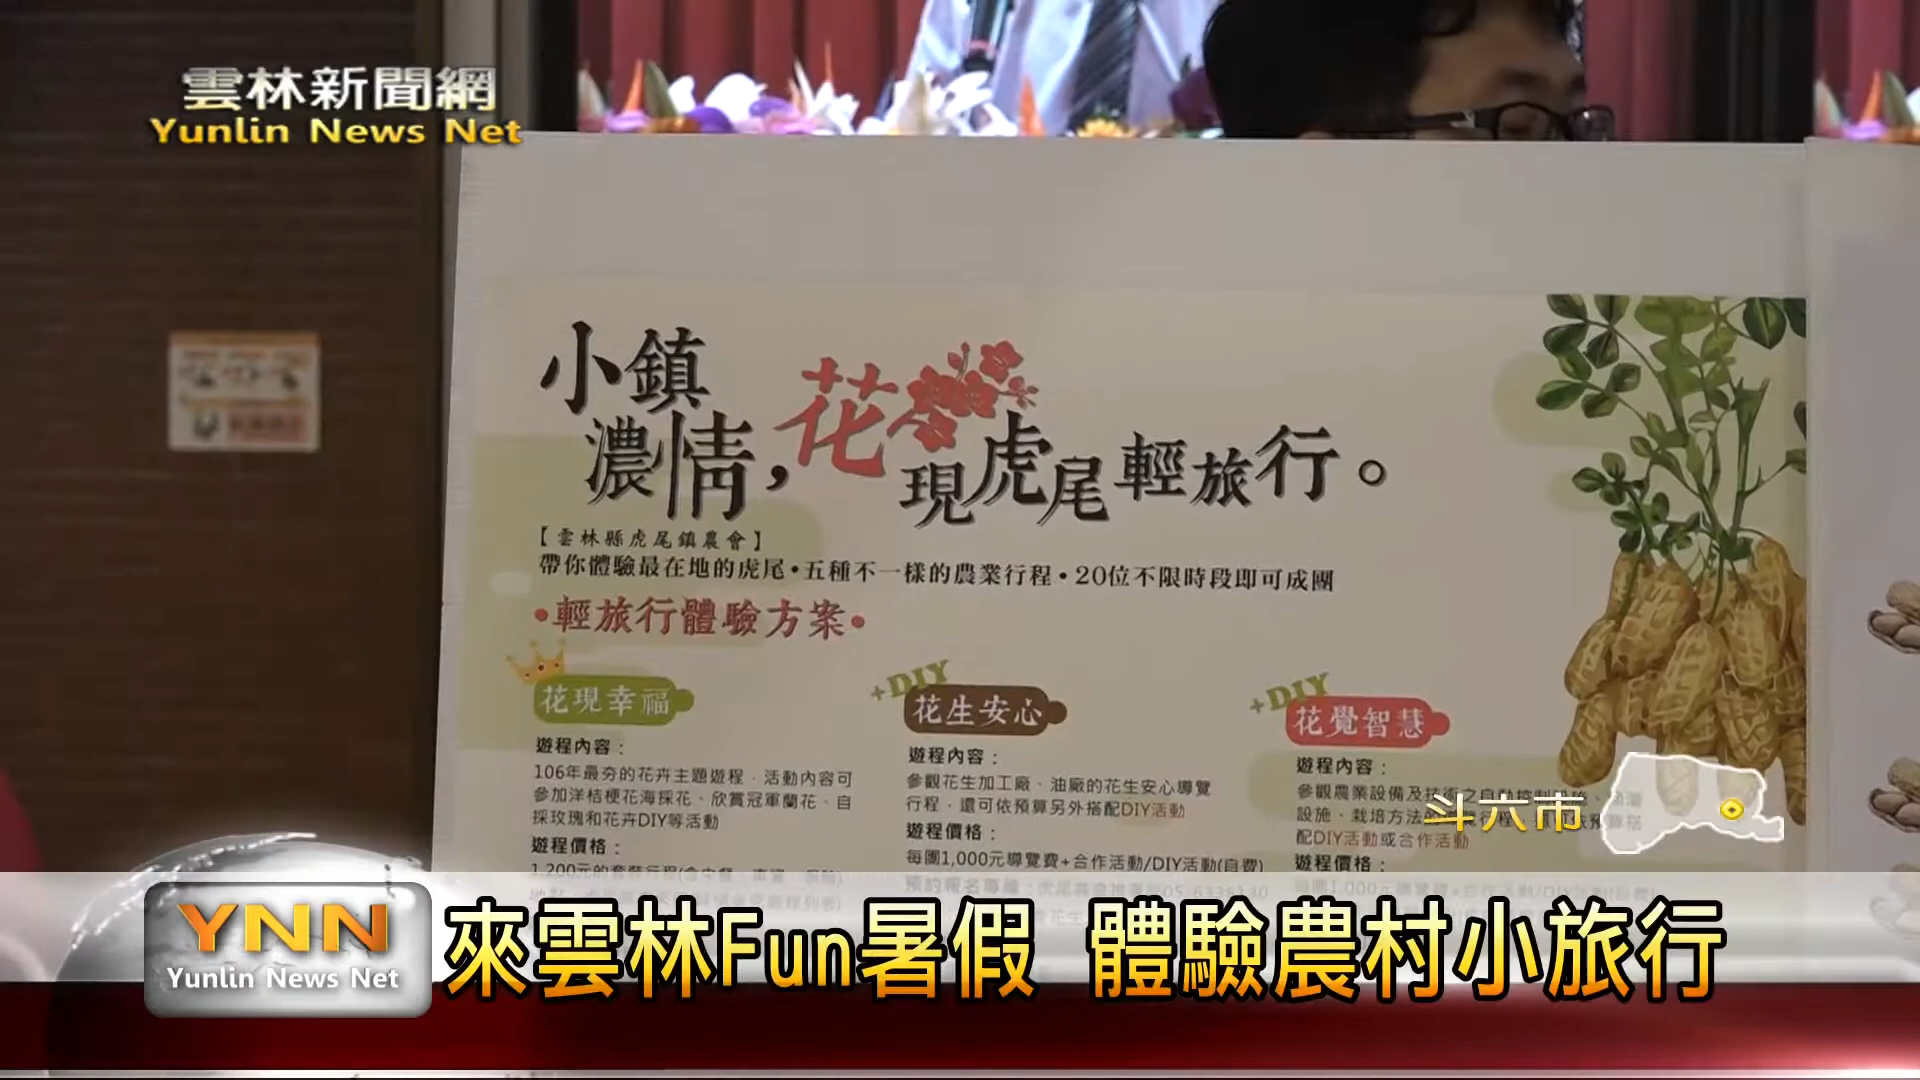 雲林新聞網
Yunlin News Net
小鎮
濃情，花現虎尾輕旅行。
【雲林縣虎尾鎮農會】
帶你體驗最在地的虎尾•五種不一樣的農業行程•20位不限時段即可成團
•輕旅行體驗方案•
花現幸福
遊程內容：
106年最夯的花卉主題遊程，活動內容可
參加洋桔梗花海採花、欣賞冠軍蘭花、自
採玫瑰和花卉DIY等活動
遊程價格：
+DIY
花生安心
遊程內容：
參觀花生加工廠、油廠的花生安心導覽
行程，還可依預算另外搭配DIY活動
遊程價格：
每團1,000元導覽費+合作活動/DIY活動(自費)
+DIY
花覺智慧
遊程內容：
參觀農業設備及技術之自動控制
設施、栽培方法
配DIY活動或合作活動
遊程價格：
斗六市
YNN
Yunlin News Net
來雲林Fun暑假 體驗農村小旅行